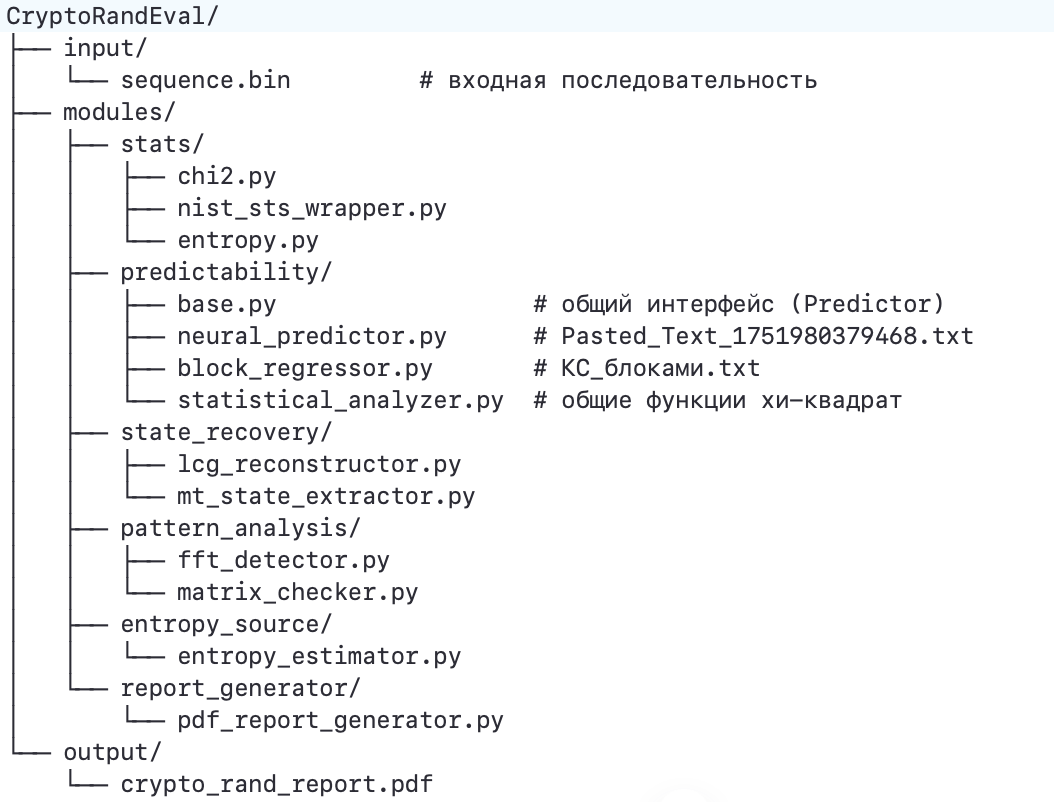 CryptoRandEval/
├── input/
│   └── sequence.bin         # входная последовательность
├── modules/
│   ├── stats/
│   │   ├── chi2.py
│   │   ├── nist_sts_wrapper.py
│   │   └── entropy.py
│   ├── predictability/
│   │   ├── base.py                  # общий интерфейс (Predictor)
│   │   ├── neural_predictor.py      # Pasted_Text_1751980379468.txt
│   │   ├── block_regressor.py       # КС_блоками.txt
│   │   └── statistical_analyzer.py  # общие функции хи-квадрат
│   ├── state_recovery/
│   │   ├── lcg_reconstructor.py
│   │   └── mt_state_extractor.py
│   ├── pattern_analysis/
│   │   ├── fft_detector.py
│   │   └── matrix_checker.py
│   ├── entropy_source/
│   │   └── entropy_estimator.py
│   └── report_generator/
│       └── pdf_report_generator.py
└── output/
    └── crypto_rand_report.pdf